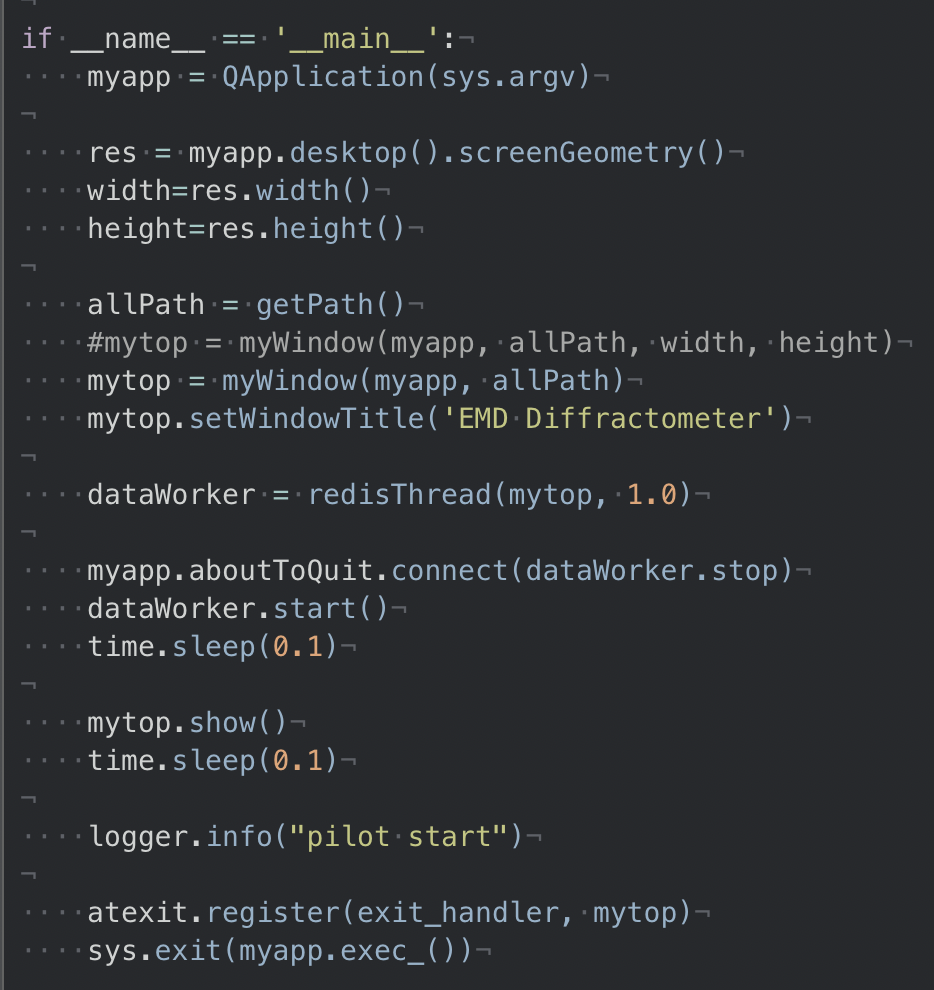 if __name__ == '__main__':
    myapp = QApplication(sys.argv)

    res = myapp.desktop().screenGeometry()
    width=res.width()
    height=res.height()

    allPath = getPath()
    #mytop = myWindow(myapp, allPath, width, height)
    mytop = myWindow(myapp, allPath)
    mytop.setWindowTitle('EMD Diffractometer')

    dataWorker = redisThread(mytop, 1.0)

    myapp.aboutToQuit.connect(dataWorker.stop)
    dataWorker.start()
    time.sleep(0.1)

    mytop.show()
    time.sleep(0.1)

    logger.info("pilot start")

    atexit.register(exit_handler, mytop)
    sys.exit(myapp.exec_())